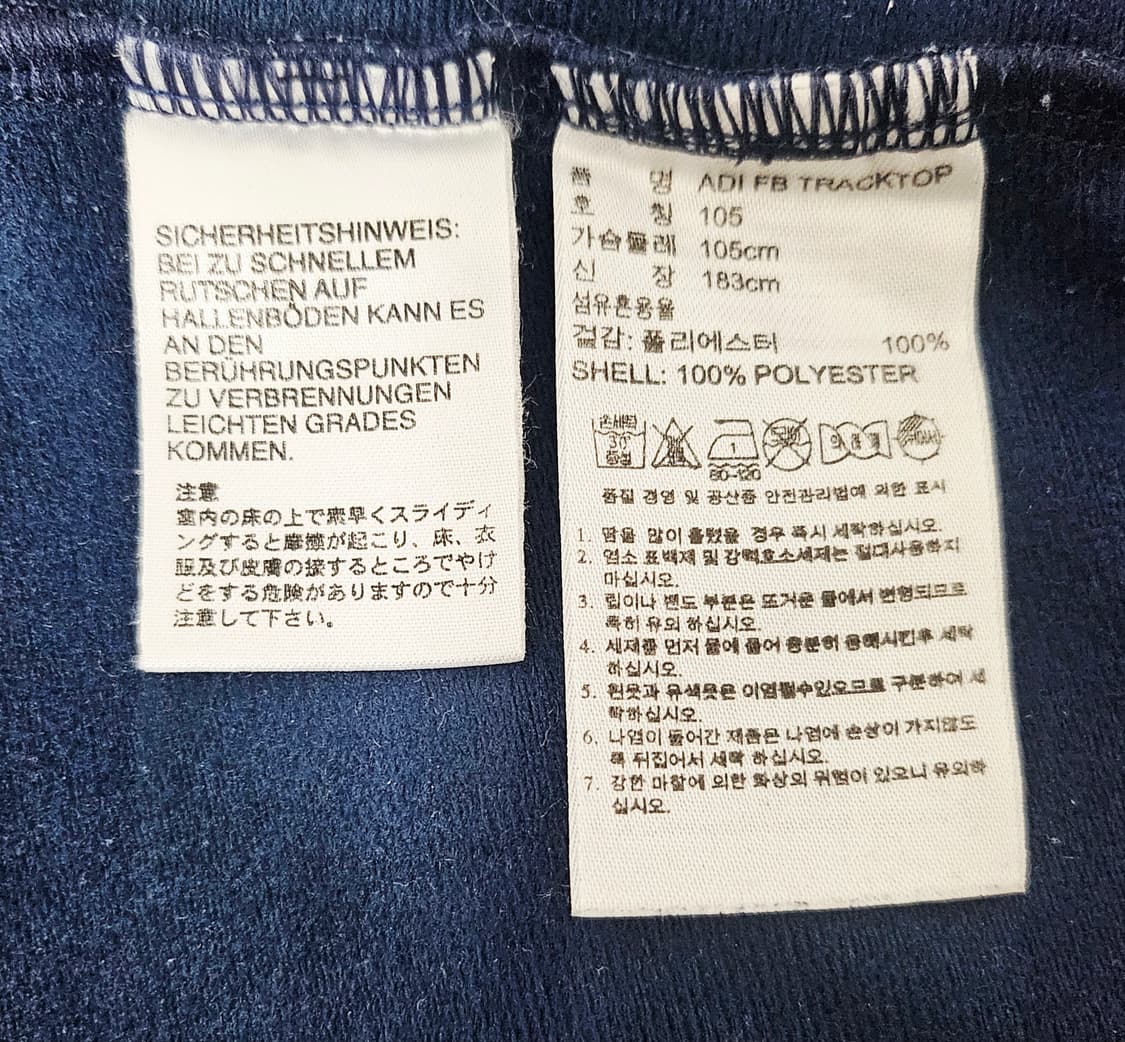 SICHERHEITSHINWEIS:
BEI ZU SCHNELLEM
RUTSCHEN AUF
HALLENBÖDEN KANN ES
AN DEN
BERÜHRUNGSPUNKTEN
ZU VERBRENNUNGEN
LEICHTEN GRADES
KOMMEN.
注意
室内の床の上で素早くスライディ
ングすると摩擦が起こり、床、衣
服及び皮膚の接するところでやけ
どをする危険がありますので十分
注意して下さい。
품 명 ADI FB TRACKTOP
호 칭 105
가슴둘레 105cm
신 장 183cm
섬유혼용율
겉감: 폴리에스터 100%
SHELL: 100% POLYESTER
손세탁
30°
중성
80-120
품질 경영 및 공산품 안전관리법에 의한 표시
1. 땀을 많이 흘렸을 경우 즉시 세탁하십시오.
2. 염소 표백제 및 강력효소세제는 절대사용하지
마십시오.
3. 립이나 밴드 부분은 뜨거운 물에서 변형되므로
특히 유의 하십시오.
4. 세제를 먼저 물에 풀어 충분히 용해시킨후 세탁
하십시오.
5. 흰옷과 유색옷은 이염될수있으므로 구분하여 세
탁하십시오.
6. 나염이 들어간 제품은 나염에 손상이 가지않도
록 뒤집어서 세탁 하십시오.
7. 강한 마찰에 의한 화상의 위험이 있으니 유의하
십시오.